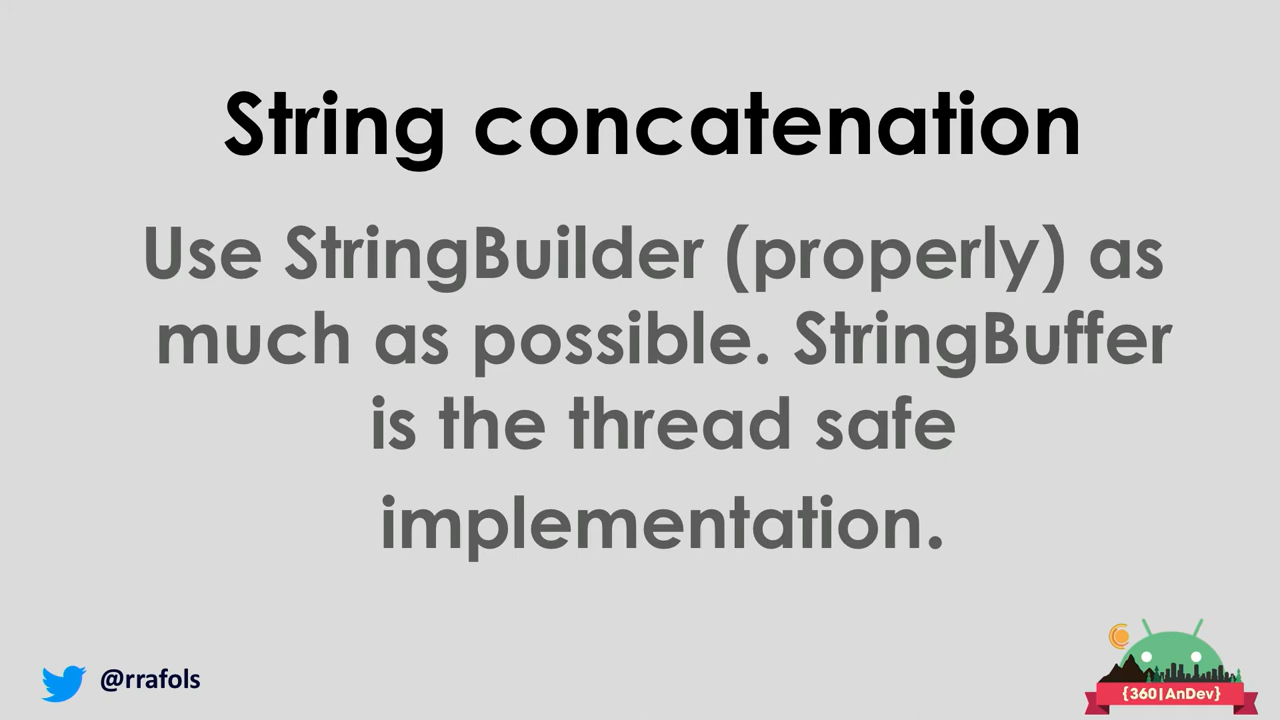 String concatenation
Use StringBuilder (properly) as
much as possible. StringBuffer
is the thread safe
implementation.
@rrafols
{360|AnDev}